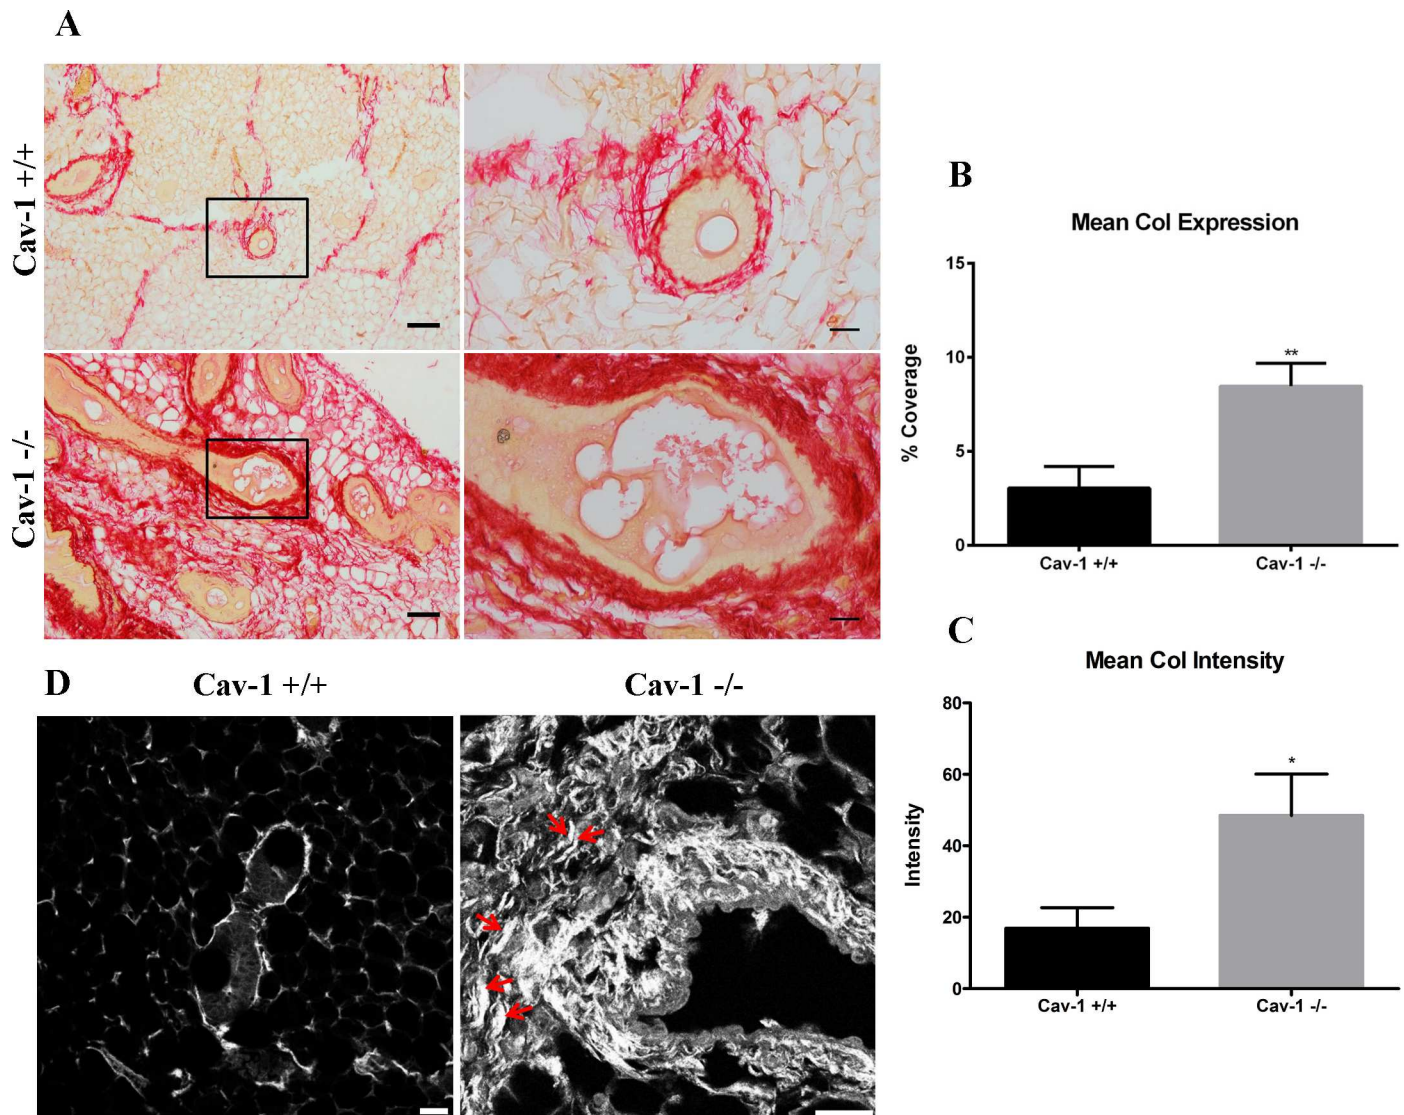 A
Cav-1 +/+
Cav-1 -/-
B
Mean Col Expression
% Coverage
15
10
5
0
**
Cav-1 +/+
Cav-1 -/-
C
Mean Col Intensity
Intensity
80
60
40
20
0
*
Cav-1 +/+
Cav-1 -/-
D
Cav-1 +/+
Cav-1 -/-